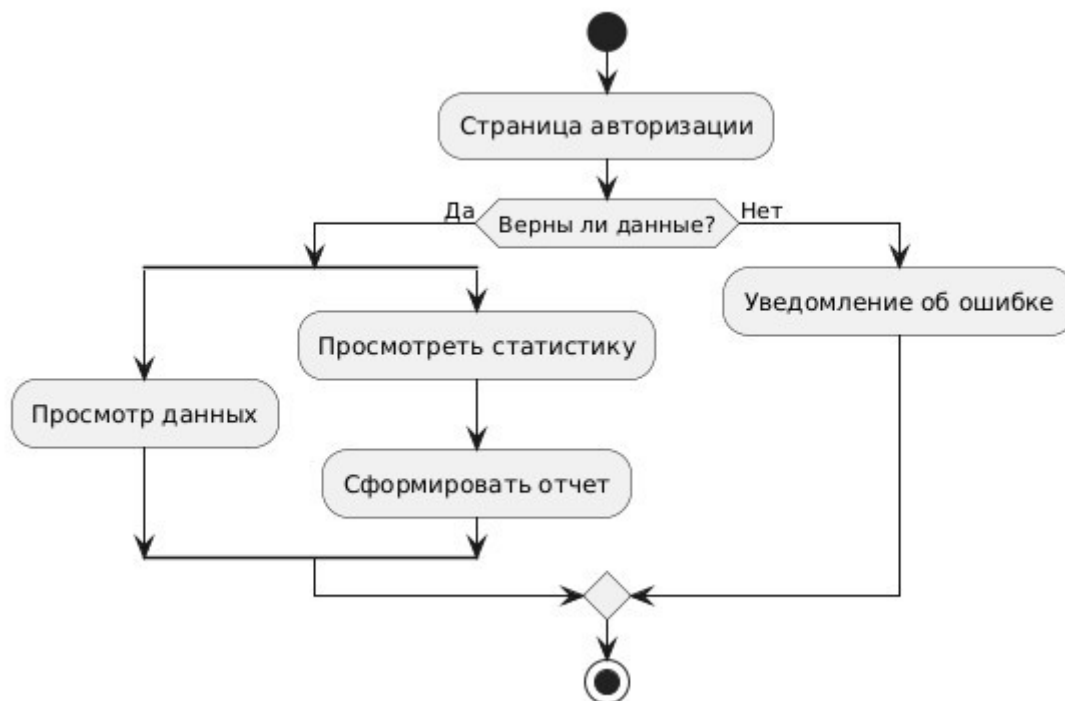 Страница авторизации
Да
Верны ли данные?
Нет
Уведомление об ошибке
Просмотреть статистику
Просмотр данных
Сформировать отчет